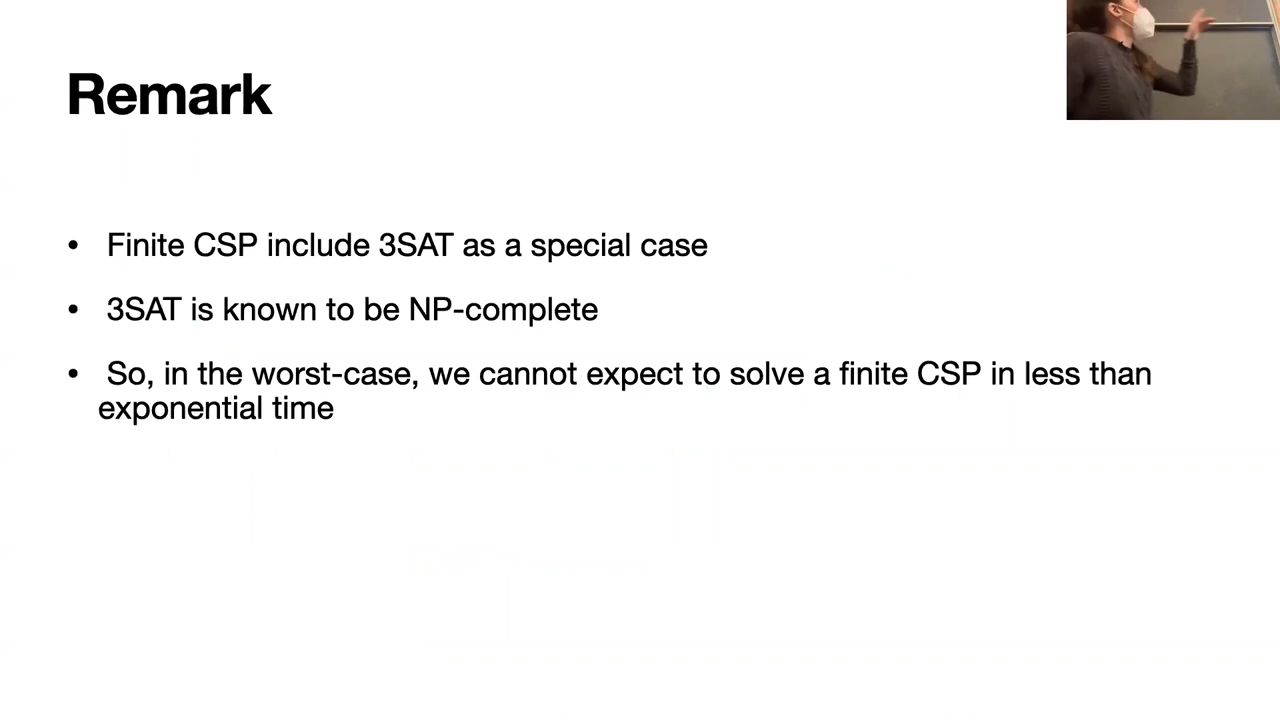 Remark
• Finite CSP include 3SAT as a special case
• 3SAT is known to be NP-complete
• So, in the worst-case, we cannot expect to solve a finite CSP in less than
exponential time